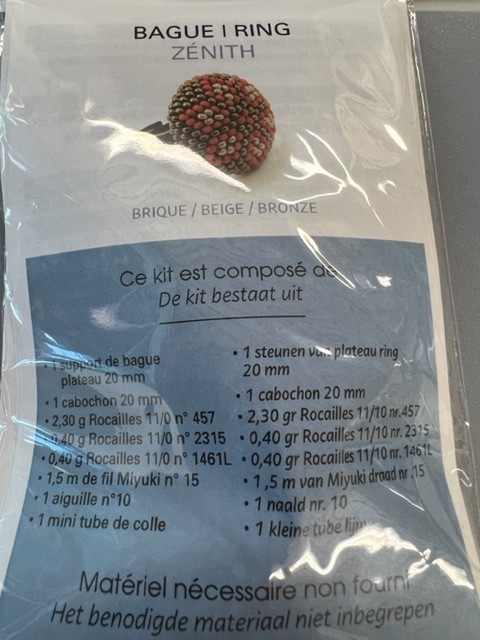 BAGUE | RING
ZÉNITH
BRIQUE / BEIGE / BRONZE
Ce kit est composé de
De kit bestaat uit
• 1 support de bague
plateau 20 mm
• 1 cabochon 20 mm
• 2,30 g Rocailles 11/0 n° 457
• 0,40 g Rocailles 11/0 n° 2315
• 0,40 g Rocailles 11/0 n° 1461L
• 1,5 m de fil Miyuki n° 15
• 1 aiguille n°10
• 1 mini tube de colle
• 1 steunen van plateau ring
20 mm
• 1 cabochon 20 mm
• 2,30 gr Rocailles 11/10 nr.457
• 0,40 gr Rocailles 11/10 nr. 2315
• 0,40 gr Rocailles 11/10 nr. 1461L
• 1,5 m van Miyuki draad nr .15
• 1 naald nr. 10
• 1 kleine tube lijm
Matériel nécessaire non fourni
Het benodigde materiaal niet inbegrepen